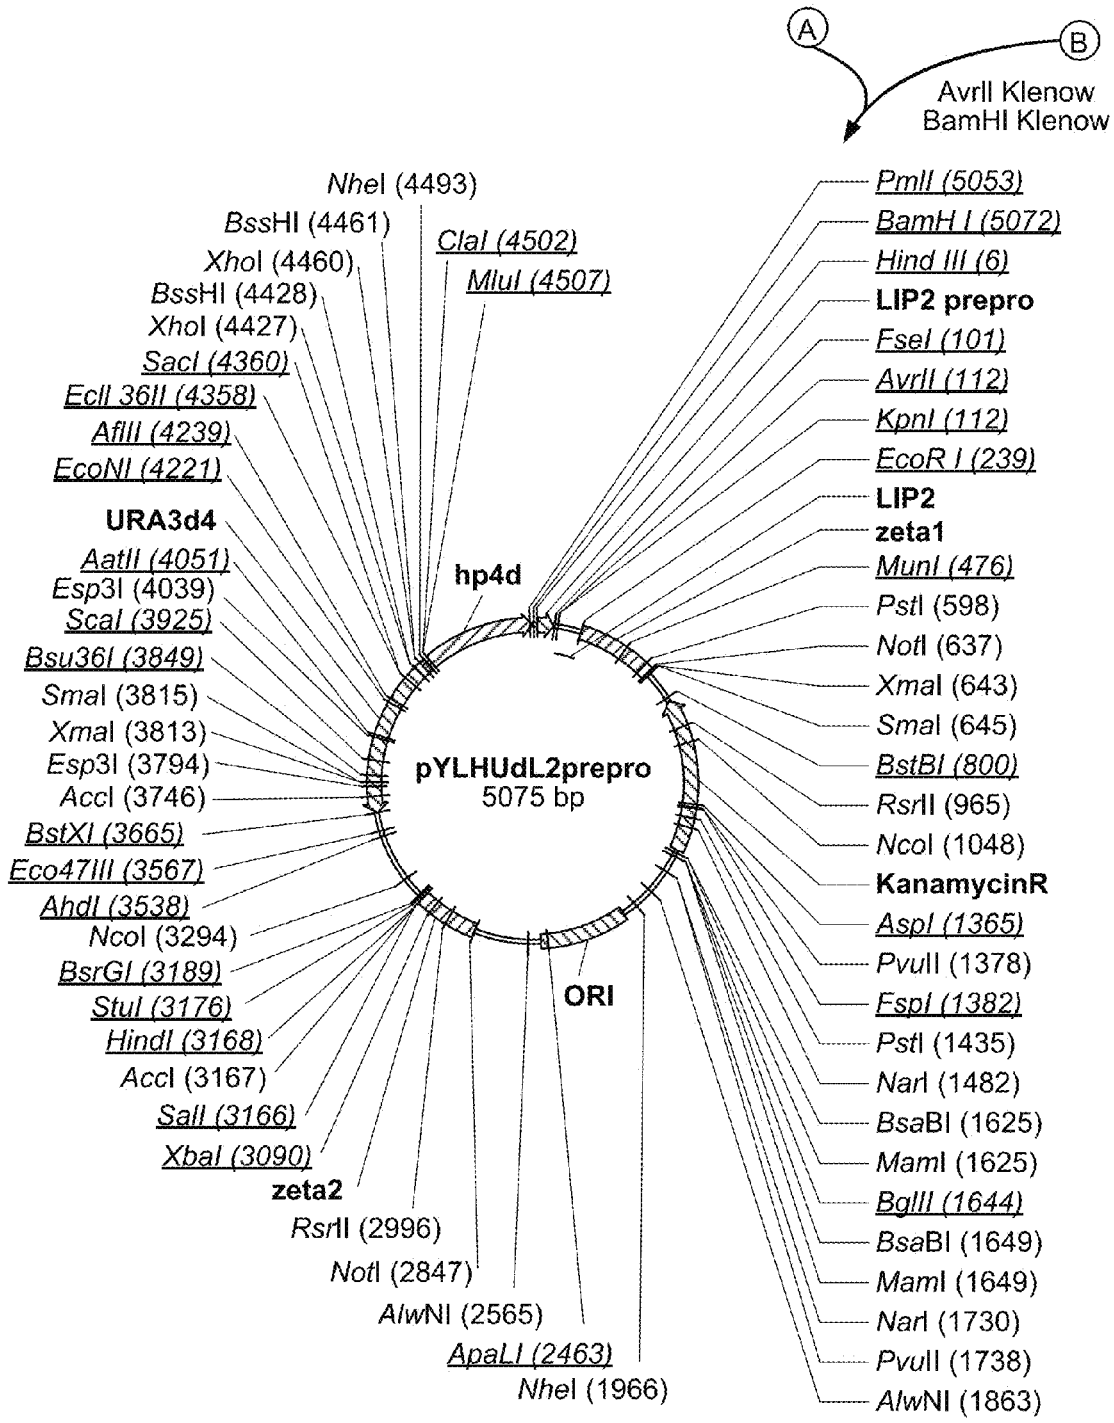 A
B
AvrII Klenow
BamHI Klenow
NheI (4493)
BssHI (4461)
XhoI (4460)
BssHI (4428)
XhoI (4427)
SacI (4360)
EclI 36II (4358)
AflII (4239)
EcoNI (4221)
URA3d4
AatII (4051)
Esp3I (4039)
ScaI (3925)
Bsu36I (3849)
SmaI (3815)
XmaI (3813)
Esp3I (3794)
AccI (3746)
BstXI (3665)
Eco47III (3567)
AhdI (3538)
NcoI (3294)
BsrGI (3189)
StuI (3176)
HindI (3168)
AccI (3167)
SalI (3166)
XbaI (3090)
zeta2
RsrII (2996)
NotI (2847)
AlwNI (2565)
ApaLI (2463)
NheI (1966)
ClaI (4502)
MluI (4507)
hp4d
pYLHUdL2prepro
5075 bp
ORI
PmlI (5053)
BamH I (5072)
Hind III (6)
LIP2 prepro
FseI (101)
AvrII (112)
KpnI (112)
EcoR I (239)
LIP2
zeta1
MunI (476)
PstI (598)
NotI (637)
XmaI (643)
SmaI (645)
BstBI (800)
RsrII (965)
NcoI (1048)
KanamycinR
AspI (1365)
PvuII (1378)
FspI (1382)
PstI (1435)
NarI (1482)
BsaBI (1625)
MamI (1625)
BglII (1644)
BsaBI (1649)
MamI (1649)
NarI (1730)
PvuII (1738)
AlwNI (1863)